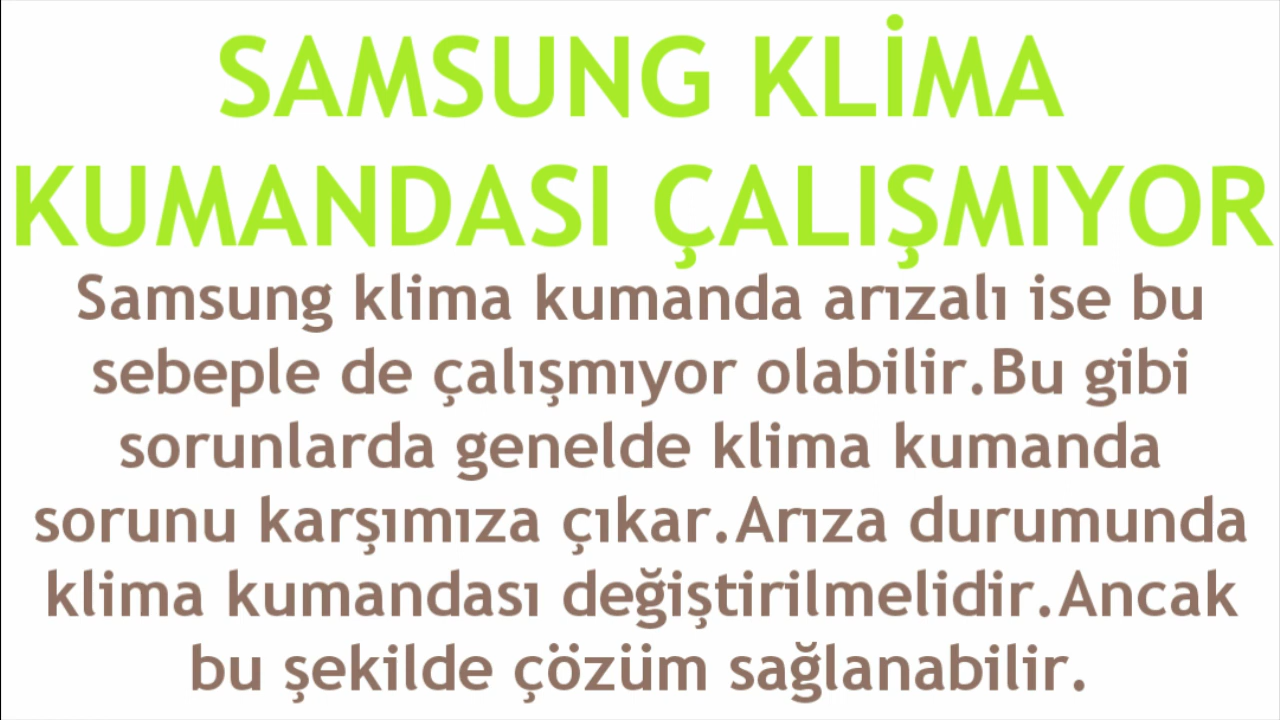 SAMSUNG KLİMA
KUMANDASI ÇALIŞMIYOR
Samsung klima kumanda arızalı ise bu
sebeple de çalışmıyor olabilir.Bu gibi
sorunlarda genelde klima kumanda
sorunu karşımıza çıkar.Arıza durumunda
klima kumandası değiştirilmelidir.Ancak
bu şekilde çözüm sağlanabilir.